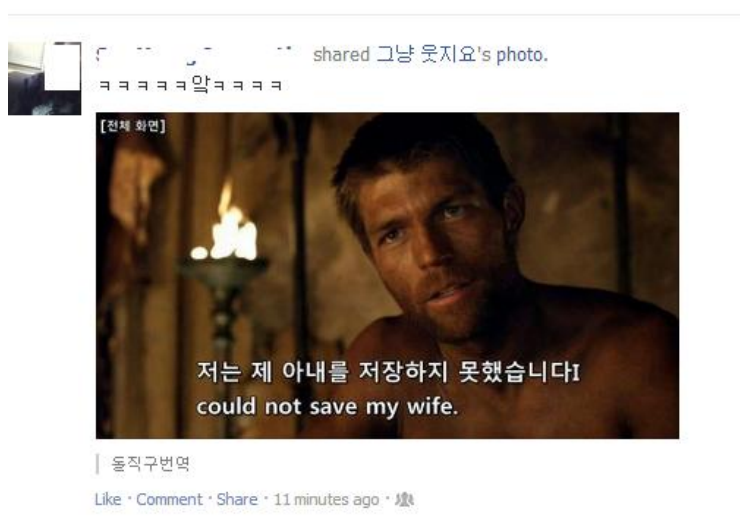 shared 그냥 웃지요's photo.
ㅋㅋㅋㅋㅋ앜ㅋㅋㅋㅋ
[전체 화면]
저는 제 아내를 저장하지 못했습니다I
could not save my wife.
돋직구번역
Like · Comment · Share · 11 minutes ago ·